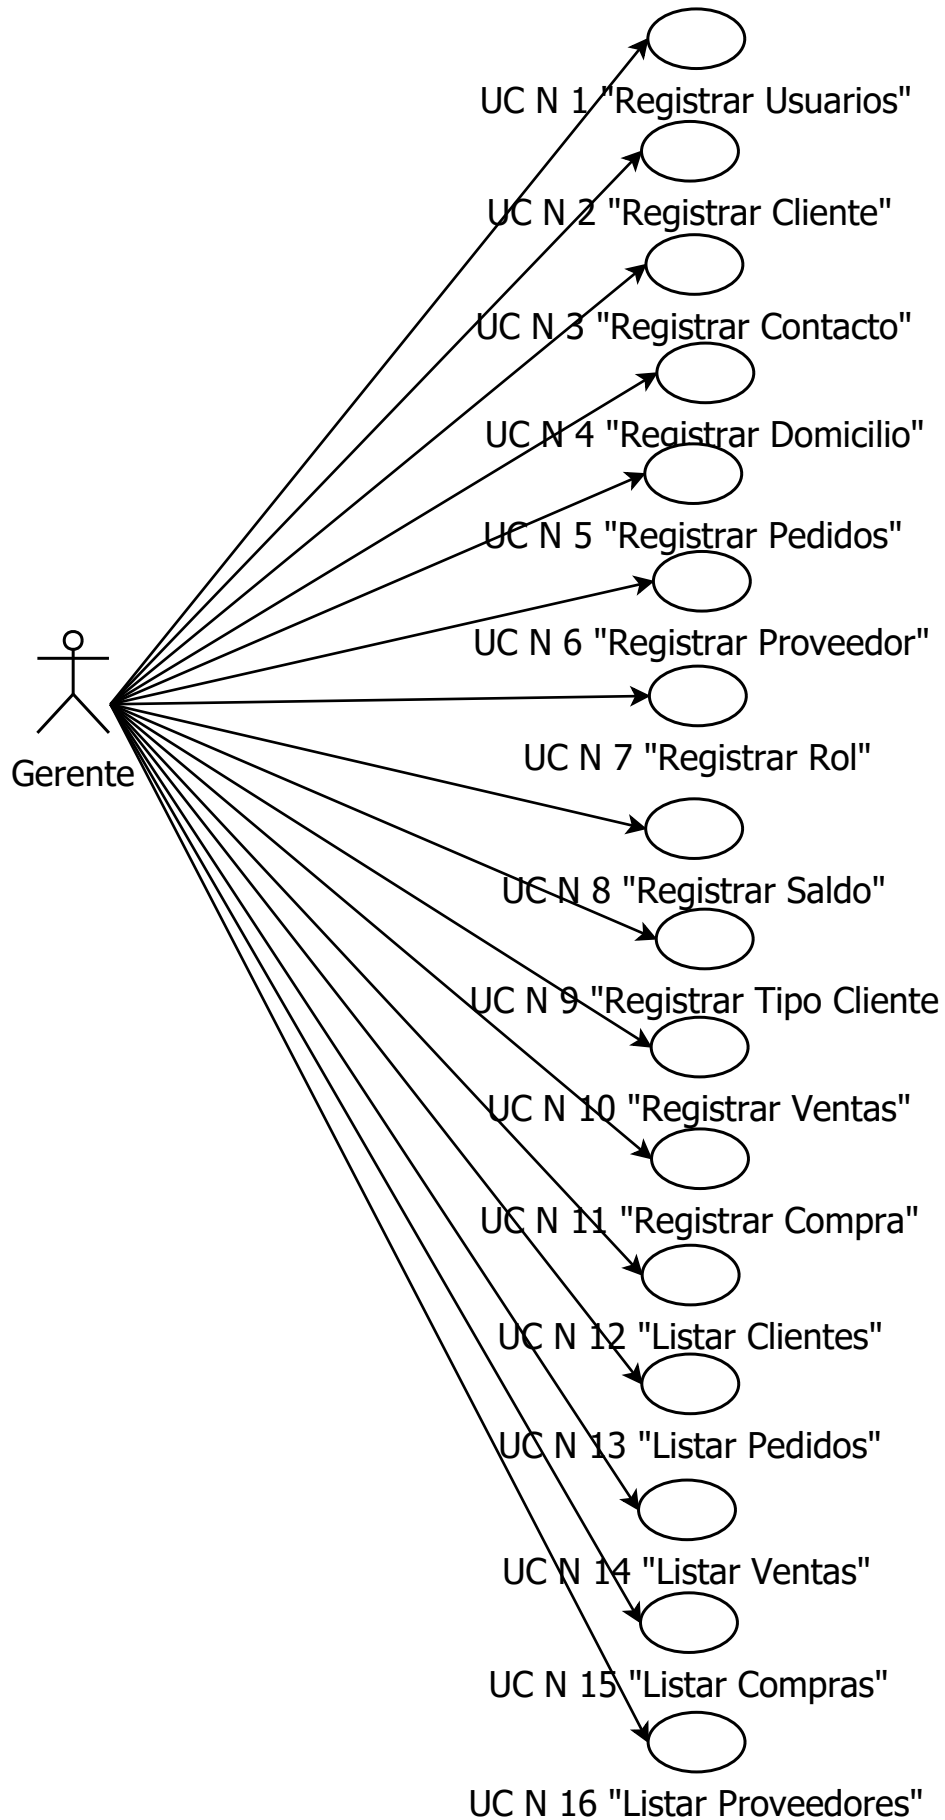 UC N 1 "Registrar Usuarios"
UC N 2 "Registrar Cliente"
UC N 3 "Registrar Contacto"
UC N 4 "Registrar Domicilio"
UC N 5 "Registrar Pedidos"
UC N 6 "Registrar Proveedor"
UC N 7 "Registrar Rol"
Gerente
UC N 8 "Registrar Saldo"
UC N 9 "Registrar Tipo Cliente
UC N 10 "Registrar Ventas"
UC N 11 "Registrar Compra"
UC N 12 "Listar Clientes"
UC N 13 "Listar Pedidos"
UC N 14 "Listar Ventas"
UC N 15 "Listar Compras"
UC N 16 "Listar Proveedores"